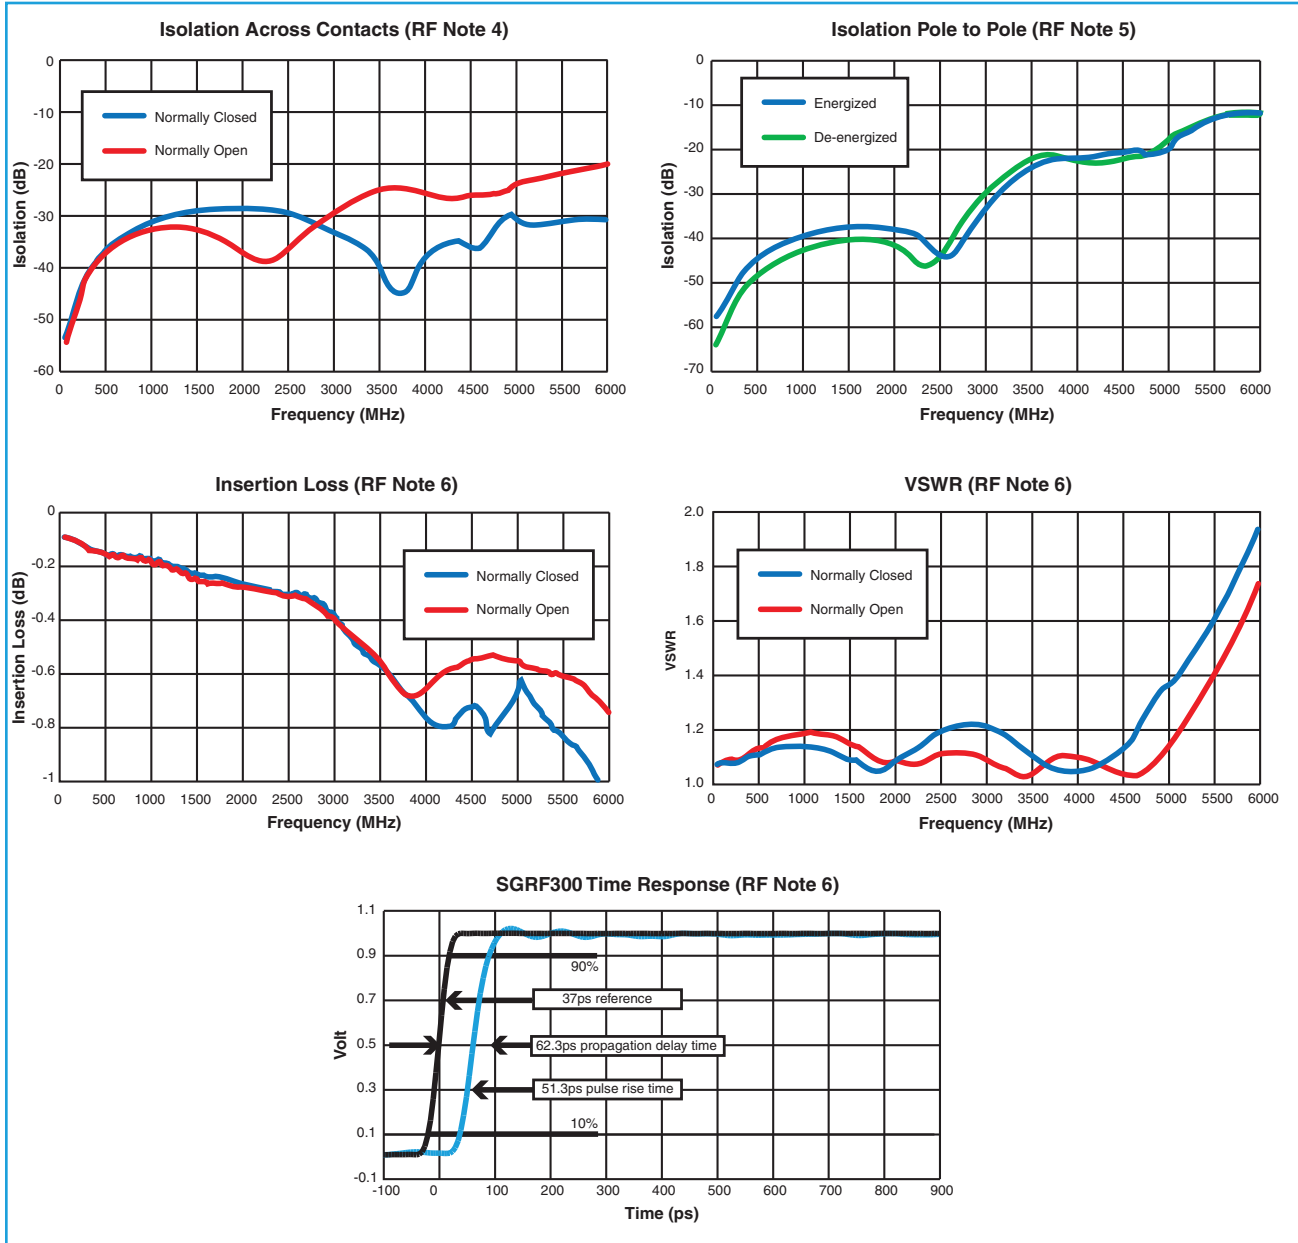 Isolation Across Contacts (RF Note 4)
0
-10
-20
-30
-40
-50
-60
Isolation (dB)
Normally Closed
Normally Open
0 500 1000 1500 2000 2500 3000 3500 4000 4500 5000 5500 6000
Frequency (MHz)
Isolation Pole to Pole (RF Note 5)
0
-10
-20
-30
-40
-50
-60
-70
Isolation (dB)
Energized
De-energized
0 500 1000 1500 2000 2500 3000 3500 4000 4500 5000 5500 6000
Frequency (MHz)
Insertion Loss (RF Note 6)
0
-0.2
-0.4
-0.6
-0.8
-1
Insertion Loss (dB)
Normally Closed
Normally Open
0 500 1000 1500 2000 2500 3000 3500 4000 4500 5000 5500 6000
Frequency (MHz)
VSWR (RF Note 6)
2.0
1.8
1.6
1.4
1.2
1.0
VSWR
Normally Closed
Normally Open
0 500 1000 1500 2000 2500 3000 3500 4000 4500 5000 5500 6000
Frequency (MHz)
SGRF300 Time Response (RF Note 6)
1.1
0.9
0.7
0.5
0.3
0.1
-0.1
Volt
90%
37ps reference
62.3ps propagation delay time
51.3ps pulse rise time
10%
-100 0 100 200 300 400 500 600 700 800 900
Time (ps)